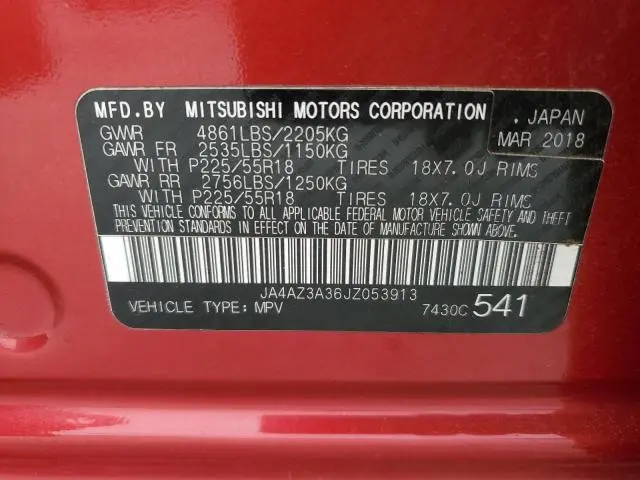 MFD.BY MITSUBISHI MOTORS CORPORATION . JAPAN
GVWR 4861LBS/2205KG MAR 2018
GAWR FR 2535LBS/1150KG
WITH P225/55R18 TIRES 18X7.0J RIMS
GAWR RR 2756LBS/1250KG
WITH P225/55R18 TIRES 18X7.0J RIMS
THIS VEHICLE CONFORMS TO ALL APPLICABLE FEDERAL MOTOR VEHICLE SAFETY AND THEFT
PREVENTION STANDARDS IN EFFECT ON THE DATE OF MANUFACTURE SHOWN ABOVE.
JA4AZ3A36JZ053913
VEHICLE TYPE: MPV 7430C 541